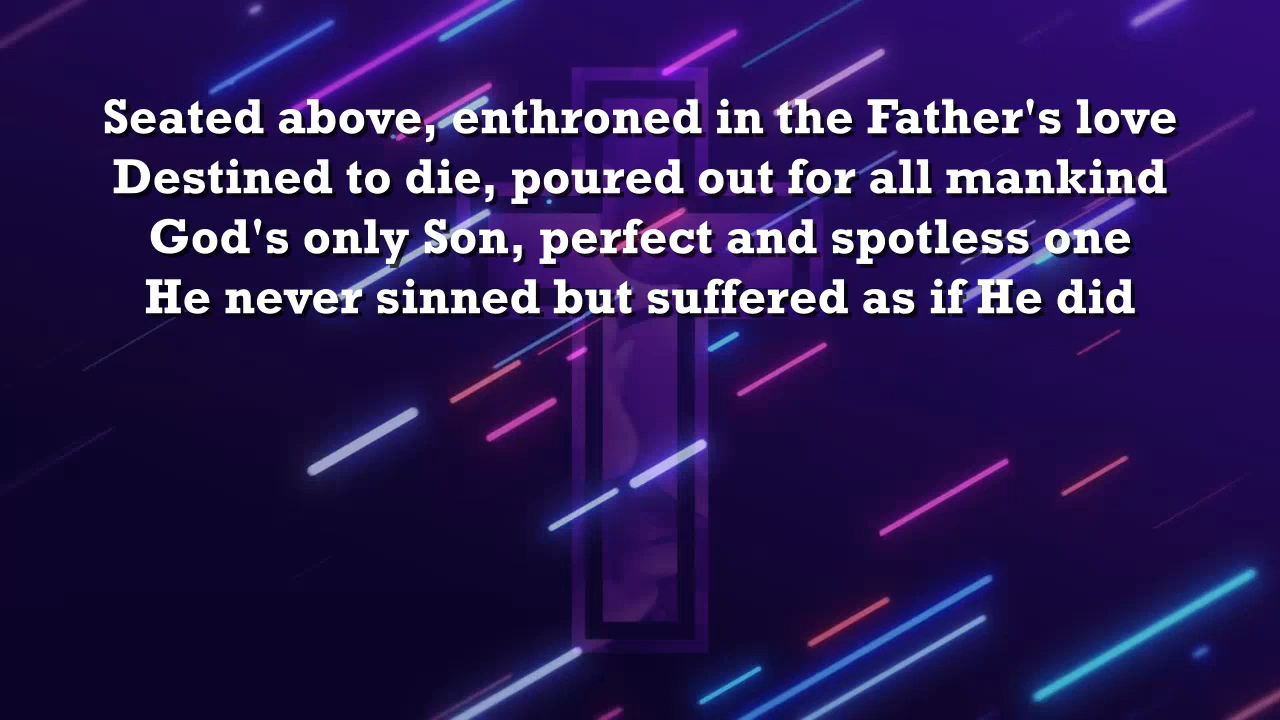 Seated above, enthroned in the Father's love
Destined to die, poured out for all mankind
God's only Son, perfect and spotless one
He never sinned but suffered as if He did